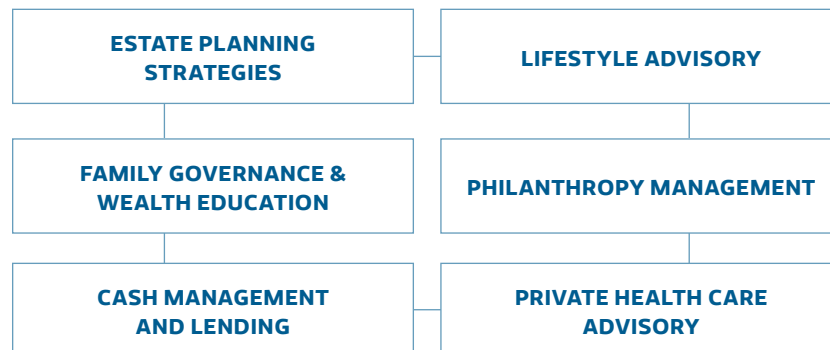 ESTATE PLANNING
STRATEGIES
LIFESTYLE ADVISORY
FAMILY GOVERNANCE &
WEALTH EDUCATION
PHILANTHROPY MANAGEMENT
CASH MANAGEMENT
AND LENDING
PRIVATE HEALTH CARE
ADVISORY